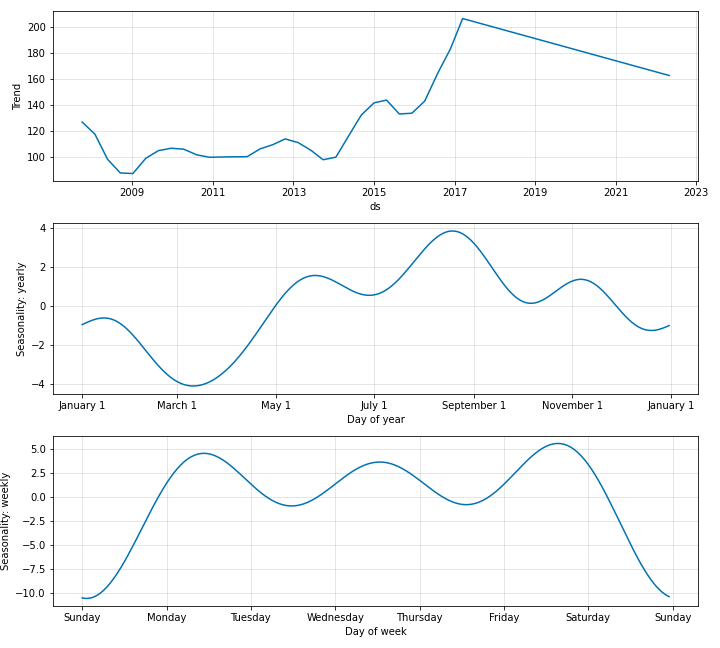 Trend
200
180
160
140
120
100
2009 2011 2013 2015 2017 2019 2021 2023
ds
Seasonality: yearly
4
2
0
−2
−4
January 1 March 1 May 1 July 1 September 1 November 1 January 1
Day of year
Seasonality: weekly
5.0
2.5
0.0
−2.5
−5.0
−7.5
−10.0
Sunday Monday Tuesday Wednesday Thursday Friday Saturday Sunday
Day of week